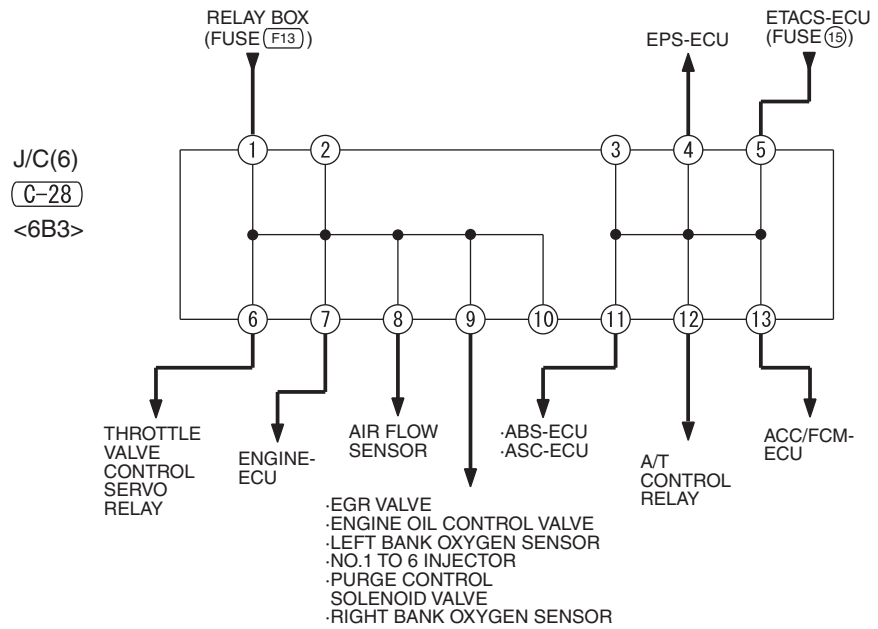 RELAY BOX
(FUSE F13)
EPS-ECU
ETACS-ECU
(FUSE⑮)
J/C(6)
C-28
<6B3>
1 2 3 4 5
6 7 8 9 10 11 12 13
THROTTLE
VALVE
CONTROL
SERVO
RELAY
ENGINE-
ECU
AIR FLOW
SENSOR
·EGR VALVE
·ENGINE OIL CONTROL VALVE
·LEFT BANK OXYGEN SENSOR
·NO.1 TO 6 INJECTOR
·PURGE CONTROL
SOLENOID VALVE
·RIGHT BANK OXYGEN SENSOR
·ABS-ECU
·ASC-ECU
A/T
CONTROL
RELAY
ACC/FCM-
ECU